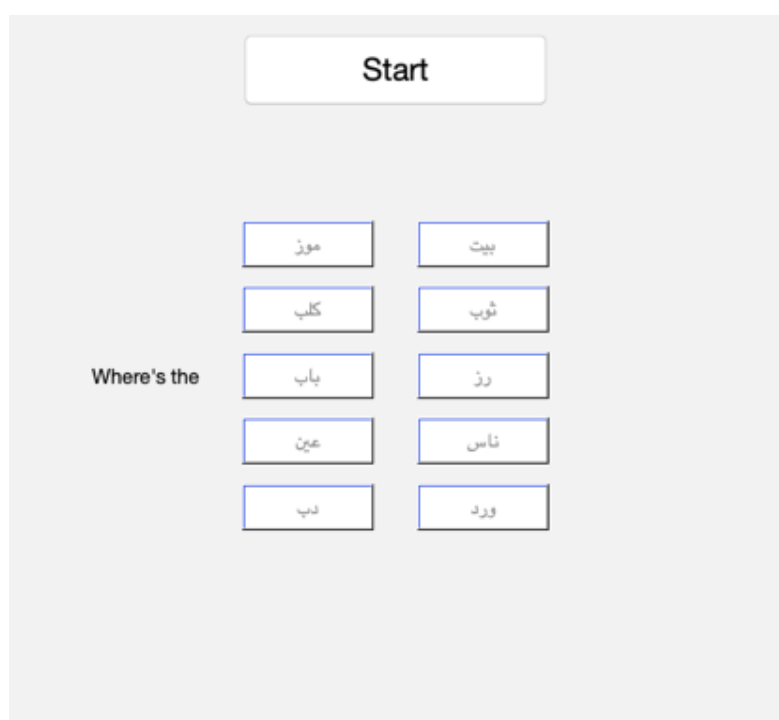 Start
موز بيت
كلب ثوب
Where's the باب رز
عين ناس
دب ورد